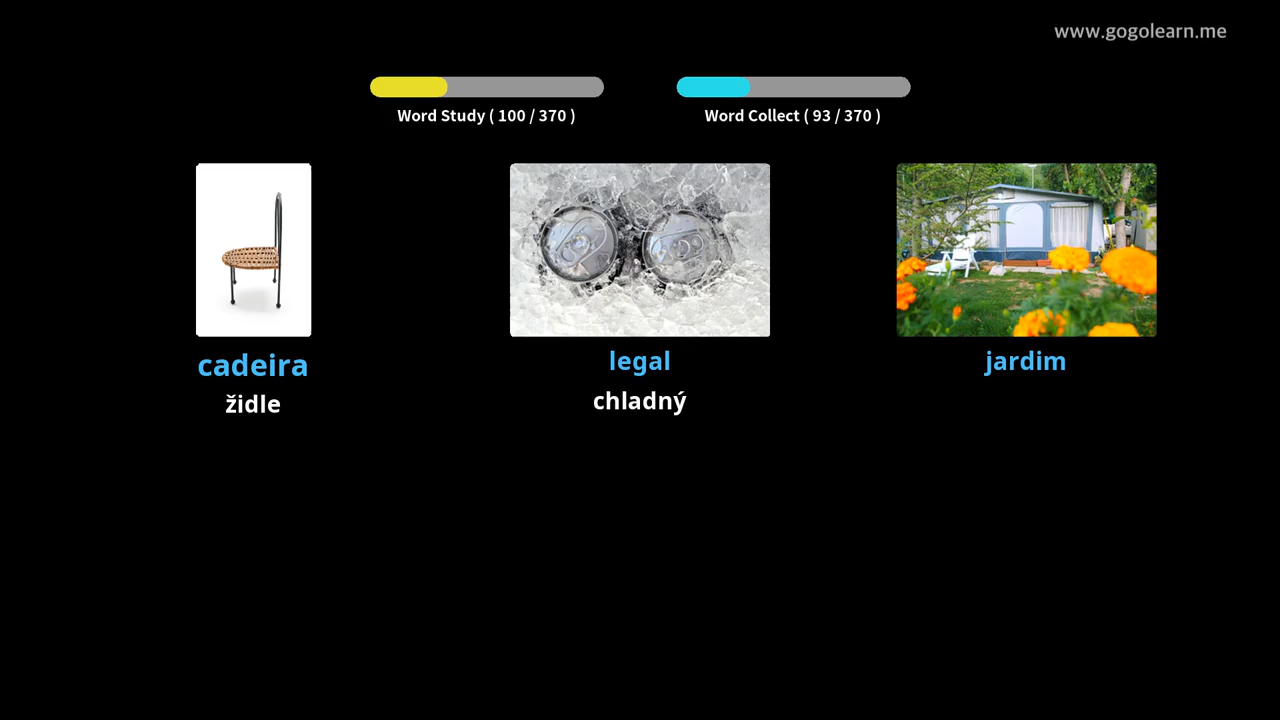 www.gogolearn.me
Word Study ( 100 / 370 )
Word Collect ( 93 / 370 )
cadeira
židle
legal
chladný
jardim